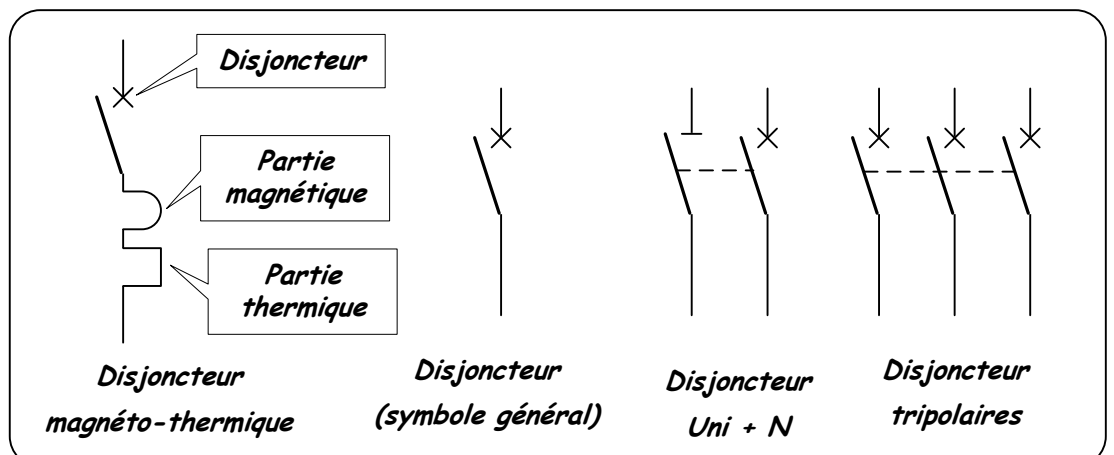 Disjoncteur
Partie
magnétique
Partie
thermique
Disjoncteur
magnéto-thermique
Disjoncteur
(symbole général)
Disjoncteur
Uni + N
Disjoncteur
tripolaires